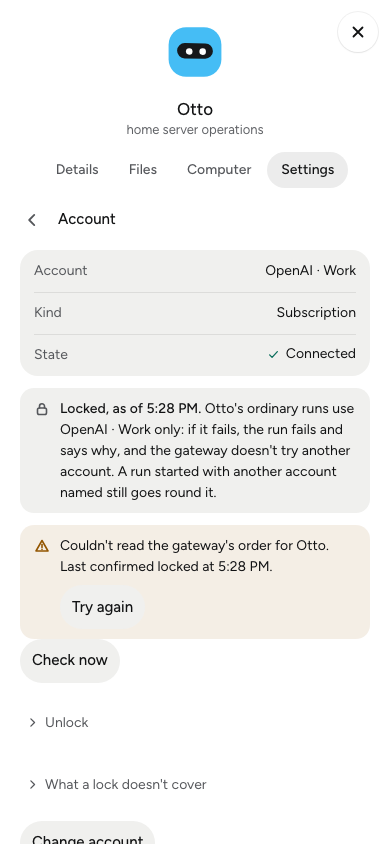 Otto
home server operations
Details
Files
Computer
Settings
Account
Account
OpenAI · Work
Kind
Subscription
State
Connected
Locked, as of 5:28 PM. Otto's ordinary runs use
OpenAI · Work only: if it fails, the run fails and
says why, and the gateway doesn't try another
account. A run started with another account
named still goes round it.
Couldn't read the gateway's order for Otto.
Last confirmed locked at 5:28 PM.
Try again
Check now
Unlock
What a lock doesn't cover
Change account